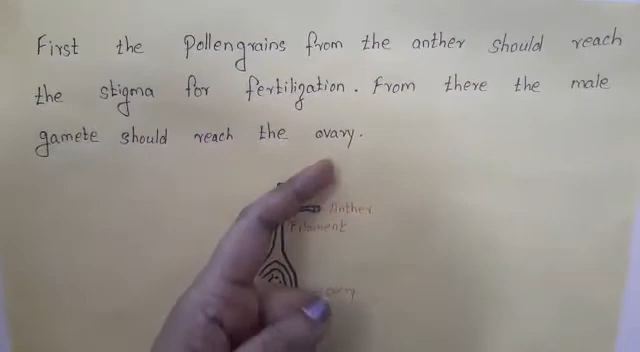 First the Pollengrains from the anther should reach
the stigma for fertiligation. From there the male
gamete should reach the ovary.
Anther
Filament
ovary